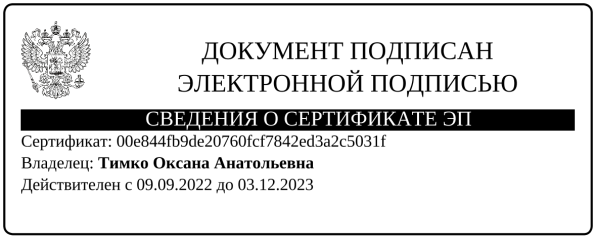 ДОКУМЕНТ ПОДПИСАН
ЭЛЕКТРОННОЙ ПОДПИСЬЮ
СВЕДЕНИЯ О СЕРТИФИКАТЕ ЭП
Сертификат: 00e844fb9de20760fcf7842ed3a2c5031f
Владелец: Тимко Оксана Анатольевна
Действителен с 09.09.2022 до 03.12.2023